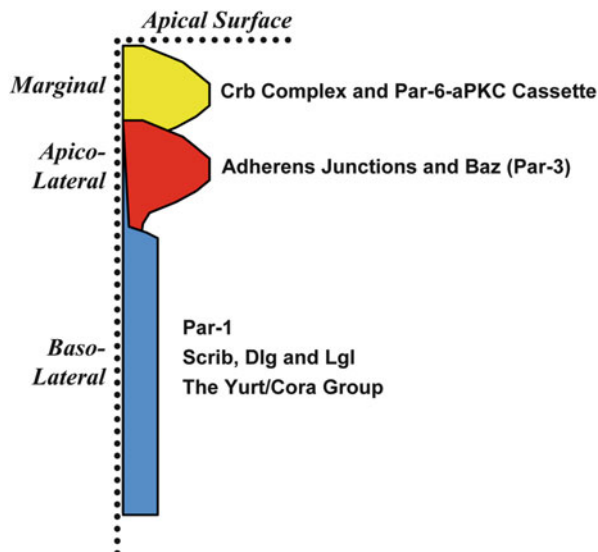 Apical Surface
Marginal
Crb Complex and Par-6-aPKC Cassette
Apico-
Lateral
Adherens Junctions and Baz (Par-3)
Baso-
Lateral
Par-1
Scrib, Dlg and Lgl
The Yurt/Cora Group